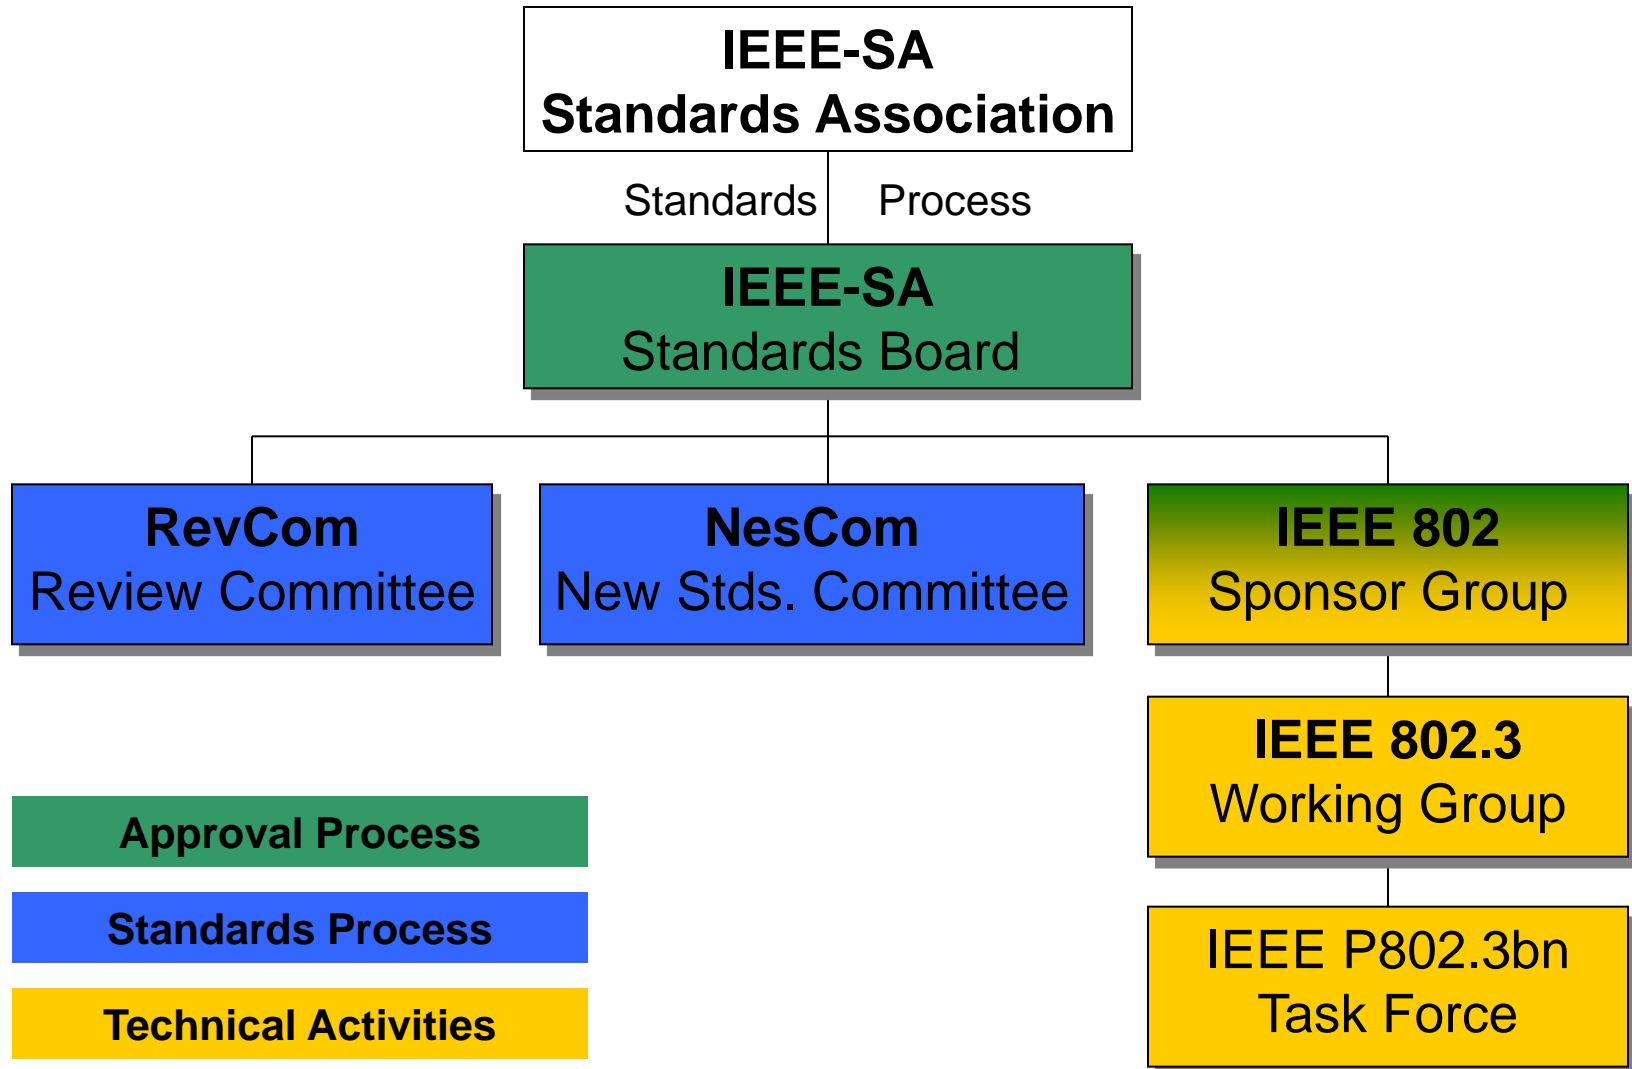 IEEE-SA
Standards Association
Standards Process
IEEE-SA
Standards Board
RevCom
Review Committee
NesCom
New Stds. Committee
IEEE 802
Sponsor Group
IEEE 802.3
Working Group
IEEE P802.3bn
Task Force
Approval Process
Standards Process
Technical Activities